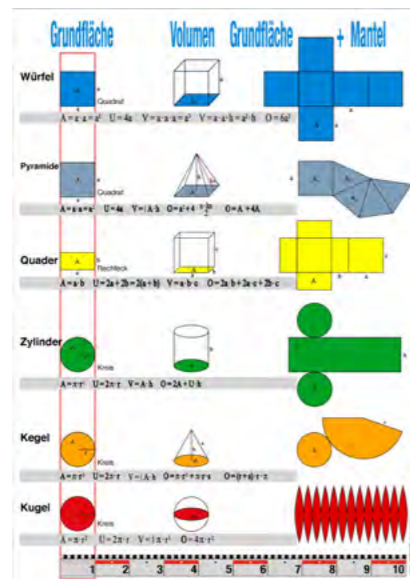 Grundfläche Volumen Grundfläche + Mantel
Würfel
Quadrat
A = a·a = a² U = 4a V = a·a·a = a³ V = a·a·h = a²·h O = 6a²
Pyramide
Quadrat
A = a·a = a² U = 4a
O = A + 4A
Quader
Rechteck
A = a·b U = 2a + 2b = 2(a+b) V = a·b·c O = 2a·b + 2a·c + 2b·c
Zylinder
Kreis
A = π·r² U = 2π·r V = A·h O = 2A + U·h
Kegel
Kreis
A = π·r² U = 2π·r O = π·r² + π·r·s O = (r+s)·r·π
Kugel
Kreis
A = π·r² U = 2π·r O = 4π·r²
1 2 3 4 5 6 7 8 9 10